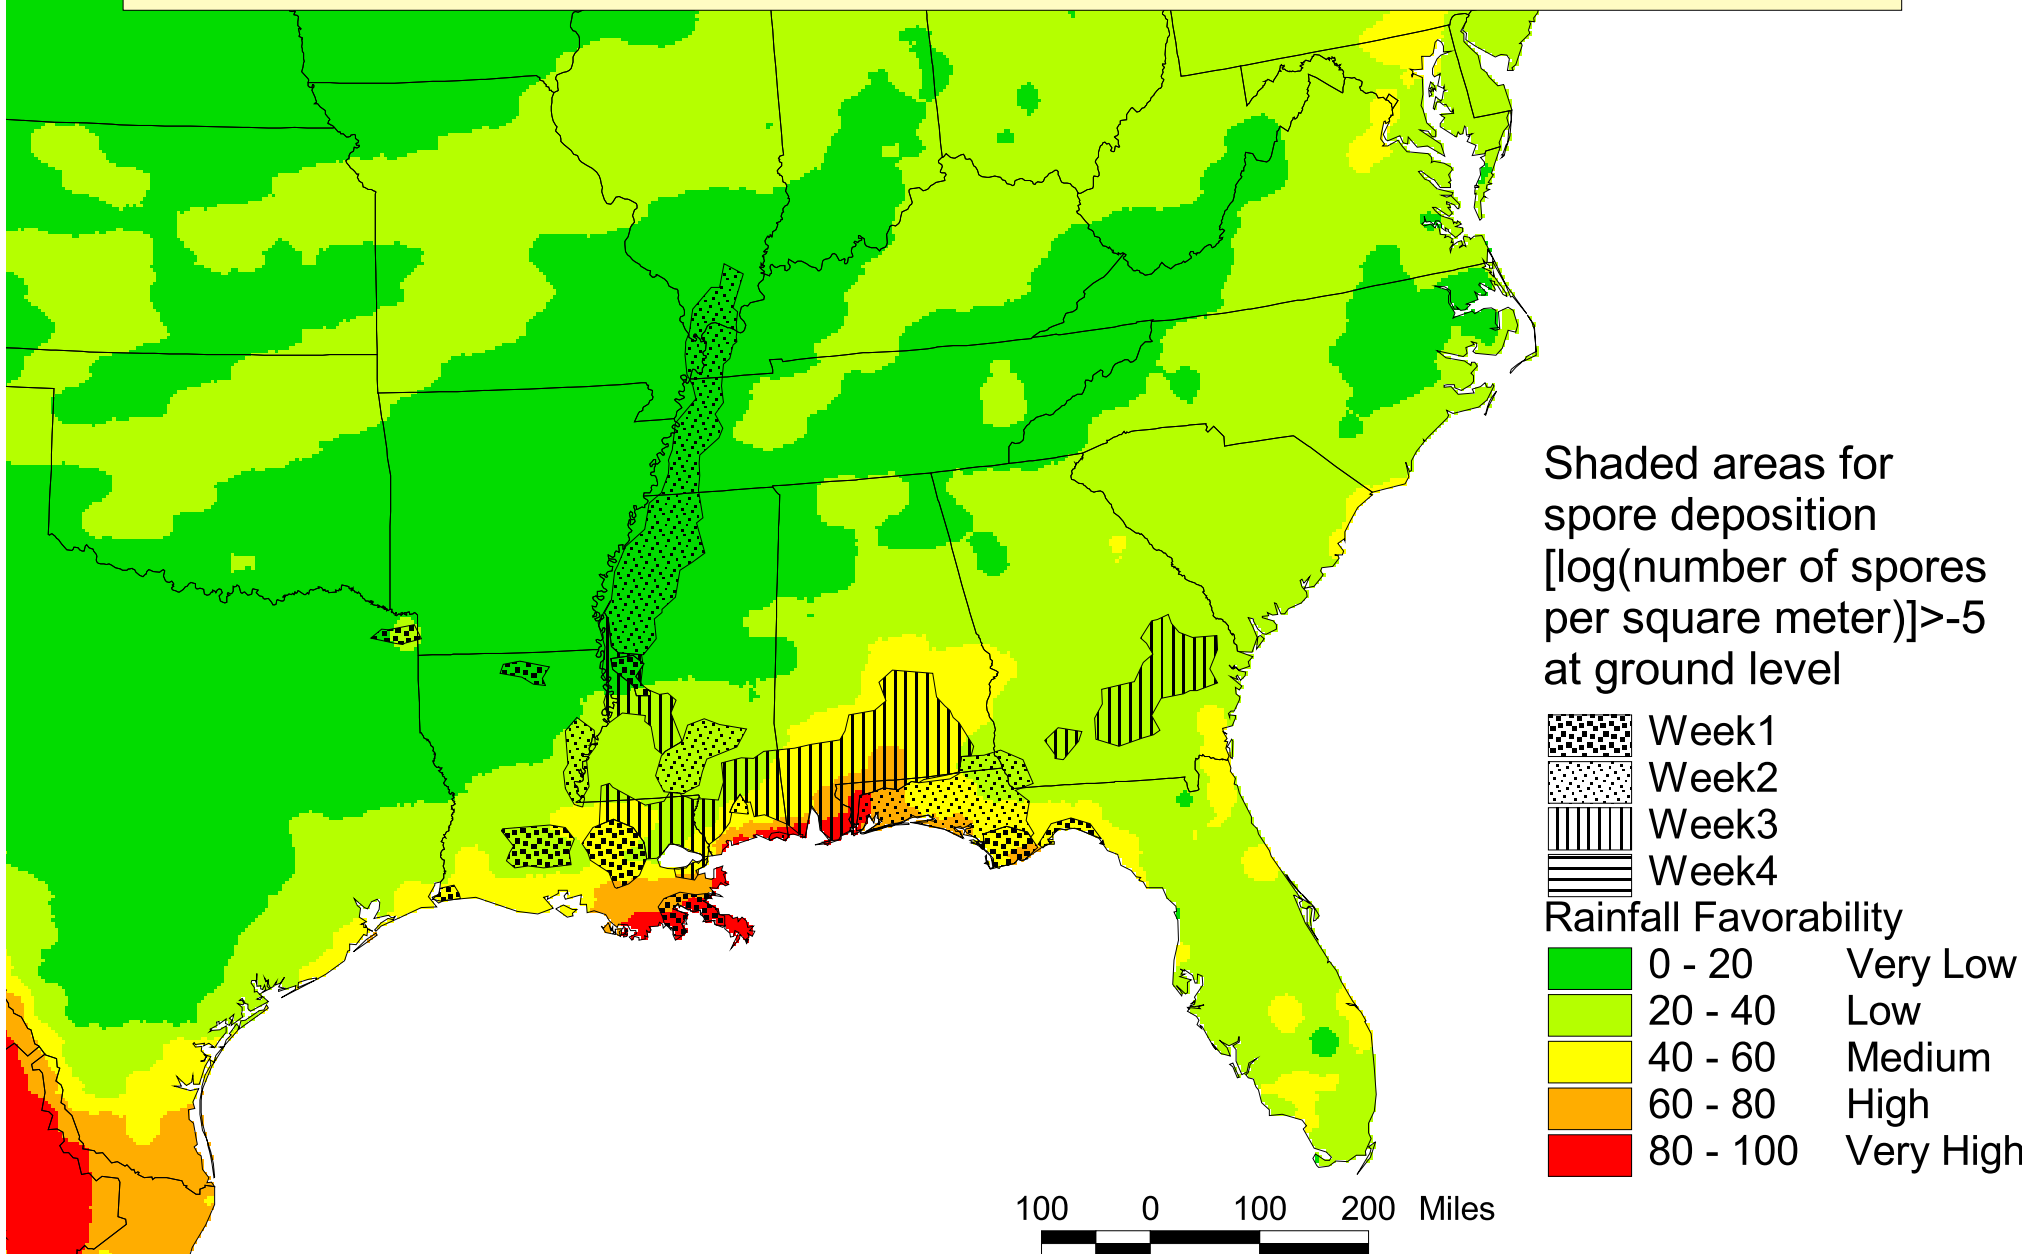 Shaded areas for
spore deposition
[log(number of spores
per square meter)]>-5
at ground level
Week1
Week2
Week3
Week4
Rainfall Favorability
0 - 20 Very Low
20 - 40 Low
40 - 60 Medium
60 - 80 High
80 - 100 Very High
100 0 100 200 Miles